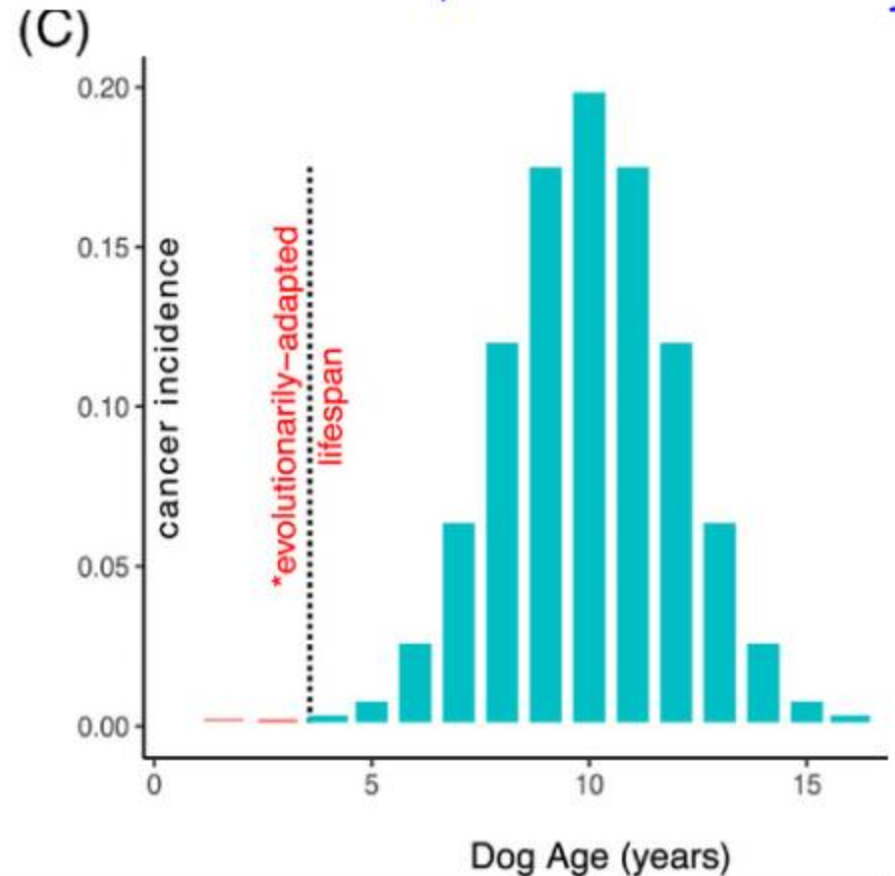 (C)
0.20
0.15
0.10
0.05
0.00
cancer incidence
*evolutionarily–adapted
lifespan
0
5
10
15
Dog Age (years)